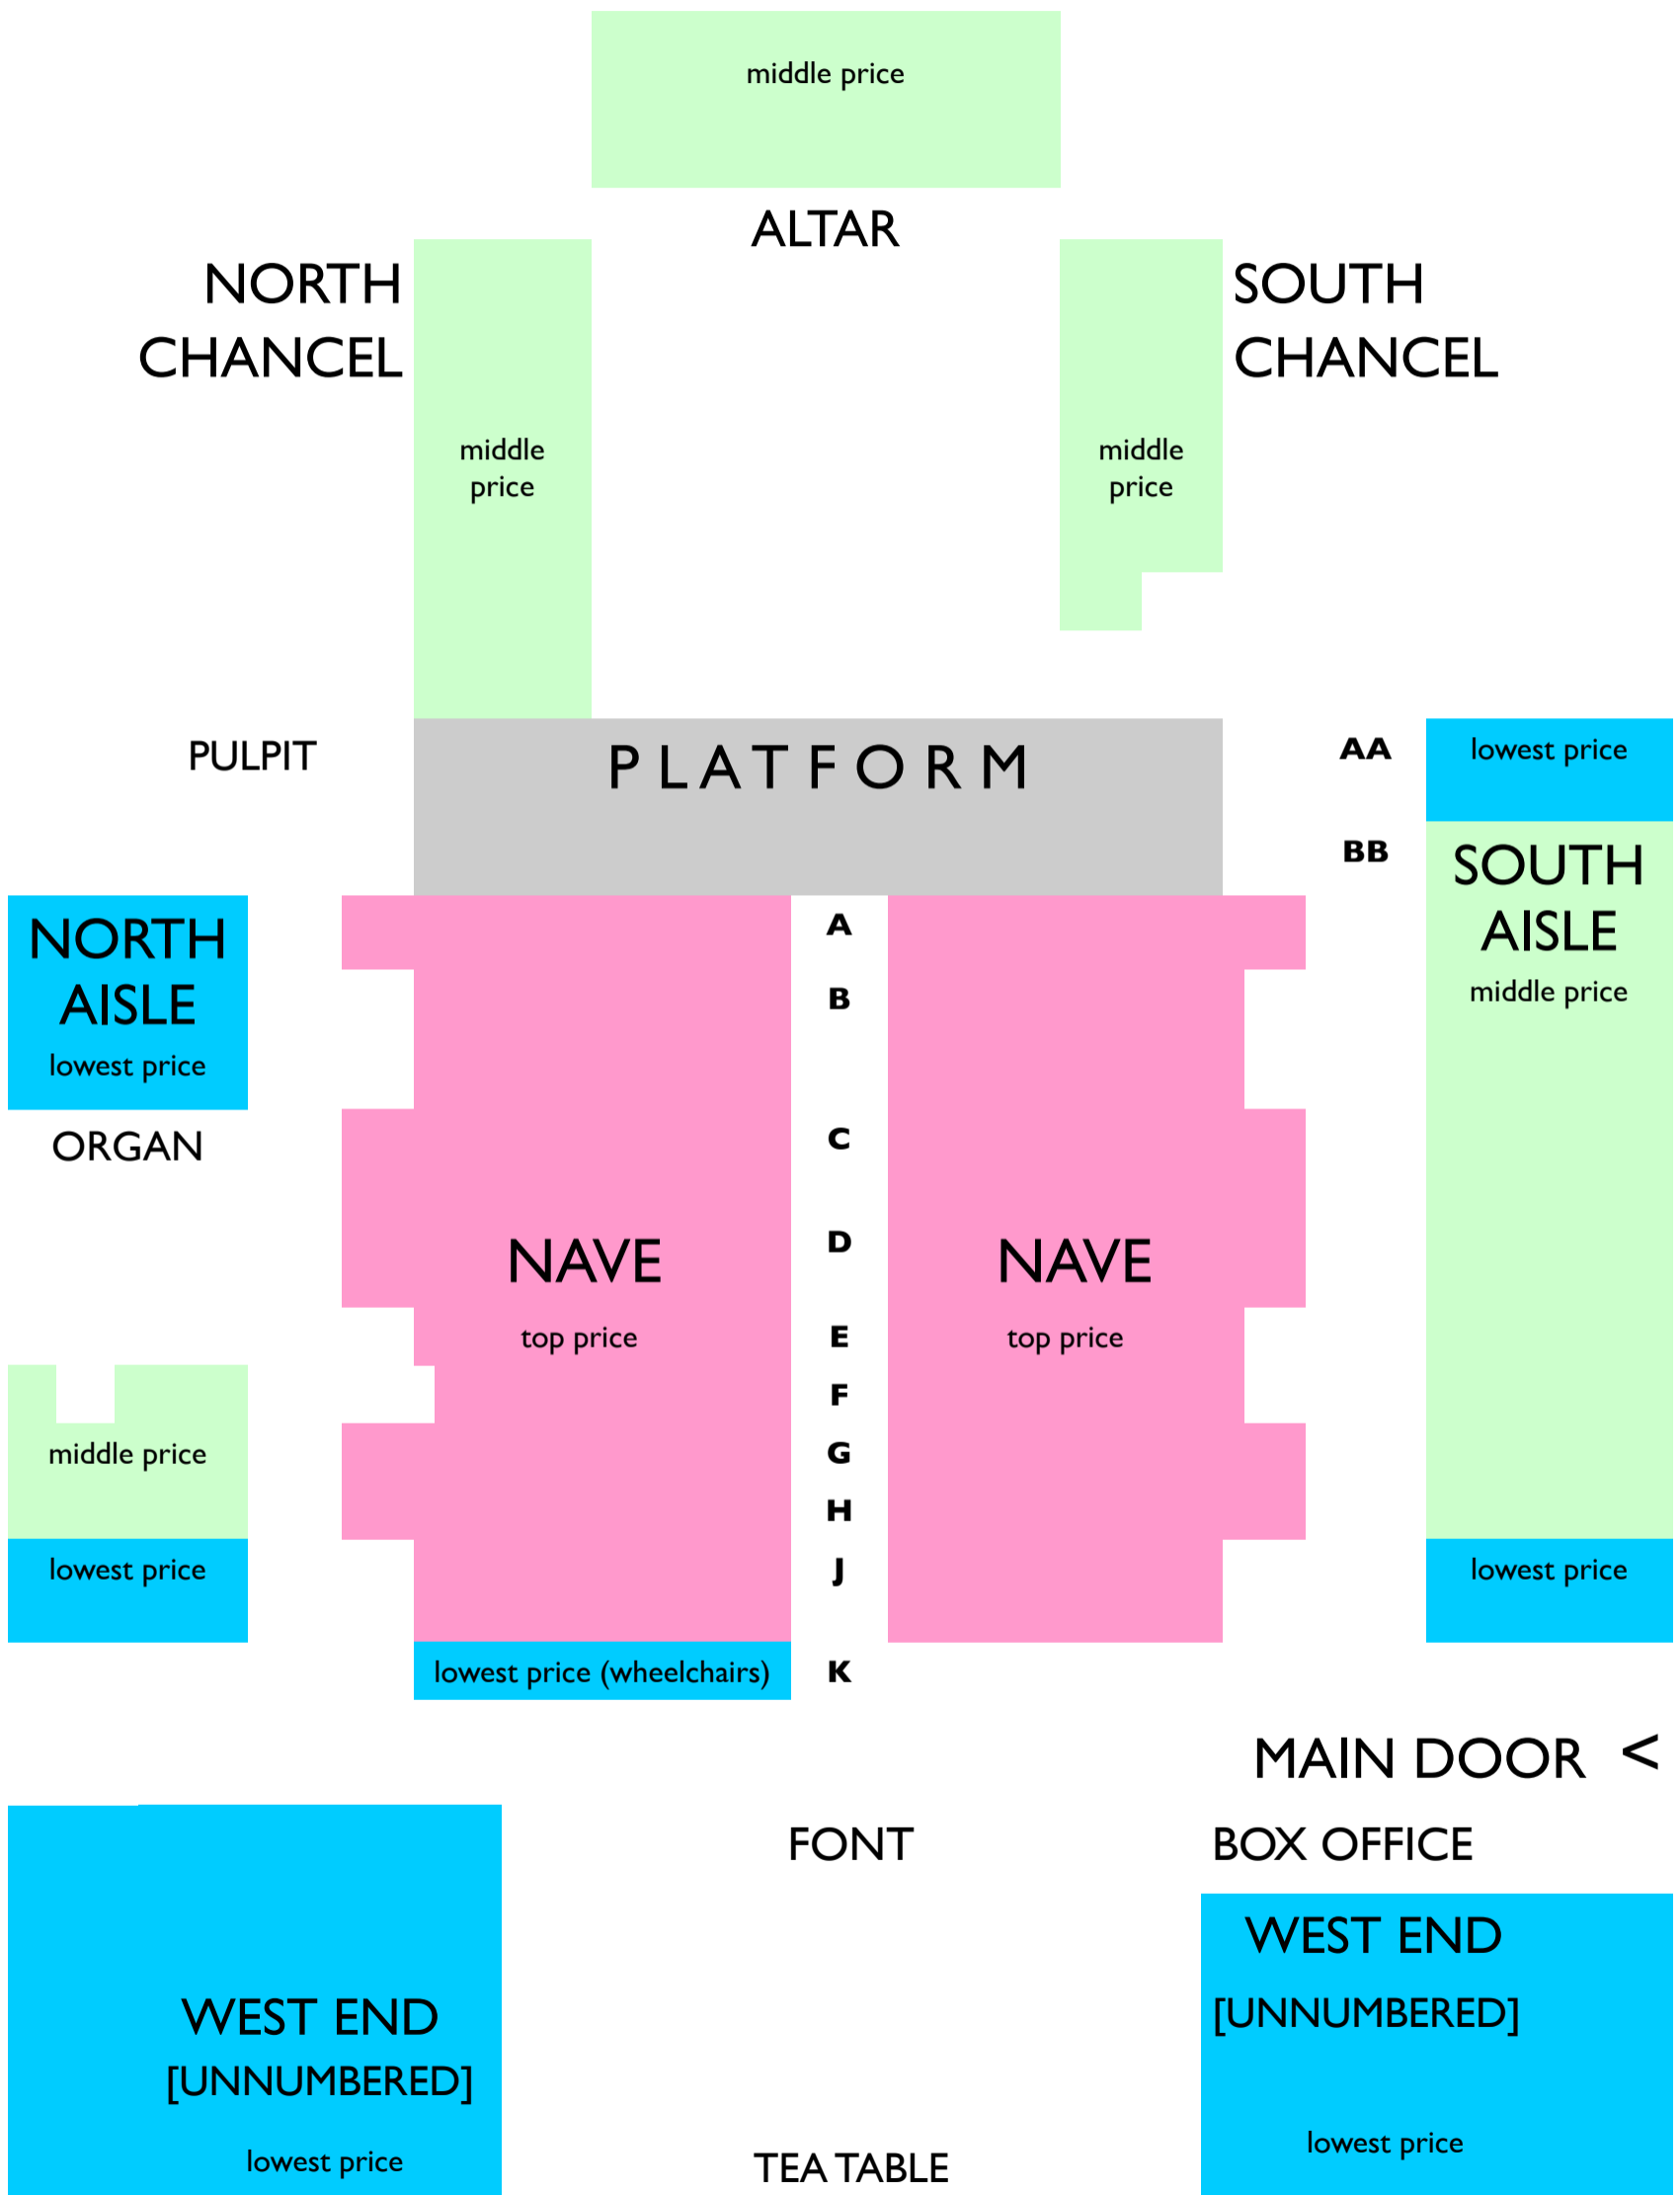 middle price
ALTAR
NORTH
CHANCEL
SOUTH
CHANCEL
middle
price
middle
price
PULPIT
PLATFORM
AA
lowest price
BB
SOUTH
AISLE
middle price
NORTH
AISLE
lowest price
ORGAN
A
B
C
D
NAVE
NAVE
top price
E
top price
F
middle price
G
H
lowest price
J
lowest price
lowest price (wheelchairs)
K
MAIN DOOR <
FONT
BOX OFFICE
WEST END
[UNNUMBERED]
lowest price
WEST END
[UNNUMBERED]
lowest price
TEA TABLE